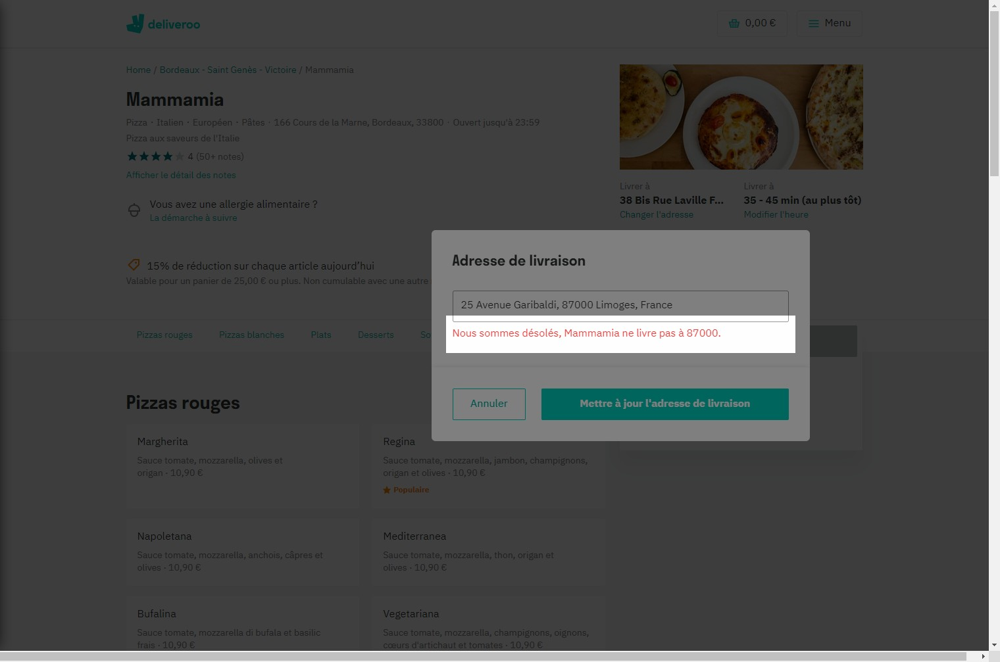 deliveroo
0,00 €
Menu
Home / Bordeaux - Saint Genès - Victoire / Mammamia
Mammamia
Pizza · Italien · Européen · Pâtes · 166 Cours de la Marne, Bordeaux, 33800 · Ouvert jusqu'à 23:59
Pizza aux saveurs de l'Italie
4 (50+ notes)
Afficher le détail des notes
Vous avez une allergie alimentaire ?
La démarche à suivre
Livrer à
38 Bis Rue Laville F...
Changer l'adresse
Livrer à
35 - 45 min (au plus tôt)
Modifier l'heure
15% de réduction sur chaque article aujourd’hui
Valable pour un panier de 25,00 € ou plus. Non cumulable avec une autre
Adresse de livraison
25 Avenue Garibaldi, 87000 Limoges, France
Nous sommes désolés, Mammamia ne livre pas à 87000.
Annuler
Mettre à jour l'adresse de livraison
Pizzas rouges
Pizzas blanches
Plats
Desserts
So
Pizzas rouges
Margherita
Sauce tomate, mozzarella, olives et
origan · 10,90 €
Regina
Sauce tomate, mozzarella, jambon, champignons,
origan et olives · 10,90 €
Populaire
Napoletana
Sauce tomate, mozzarella, anchois, câpres et
olives · 10,90 €
Mediterranea
Sauce tomate, mozzarella, thon, origan et
olives · 10,90 €
Bufalina
Sauce tomate, mozzarella di bufala et basilic
frais · 10,90 €
Vegetariana
Sauce tomate, mozzarella, champignons, oignons,
cœurs d'artichaut et tomates · 10,90 €